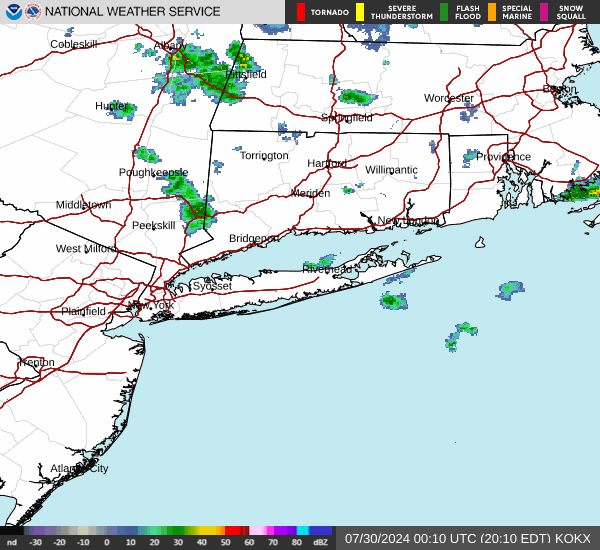 NATIONAL WEATHER SERVICE
TORNADO
SEVERE THUNDERSTORM
FLASH FLOOD
SPECIAL MARINE
SNOW SQUALL
Cobleskill
Albany
Pittsfield
Hunter
Boston
Worcester
Springfield
Torrington
Hartford
Willimantic
Providence
Poughkeepsie
Meriden
Middletown
New London
Peekskill
Bridgeport
West Milford
Riverhead
Syosset
New York
Plainfield
Trenton
Atlantic City
nd -30 -20 -10 0 10 20 30 40 50 60 70 80 dBZ
07/30/2024 00:10 UTC (20:10 EDT) KOKX